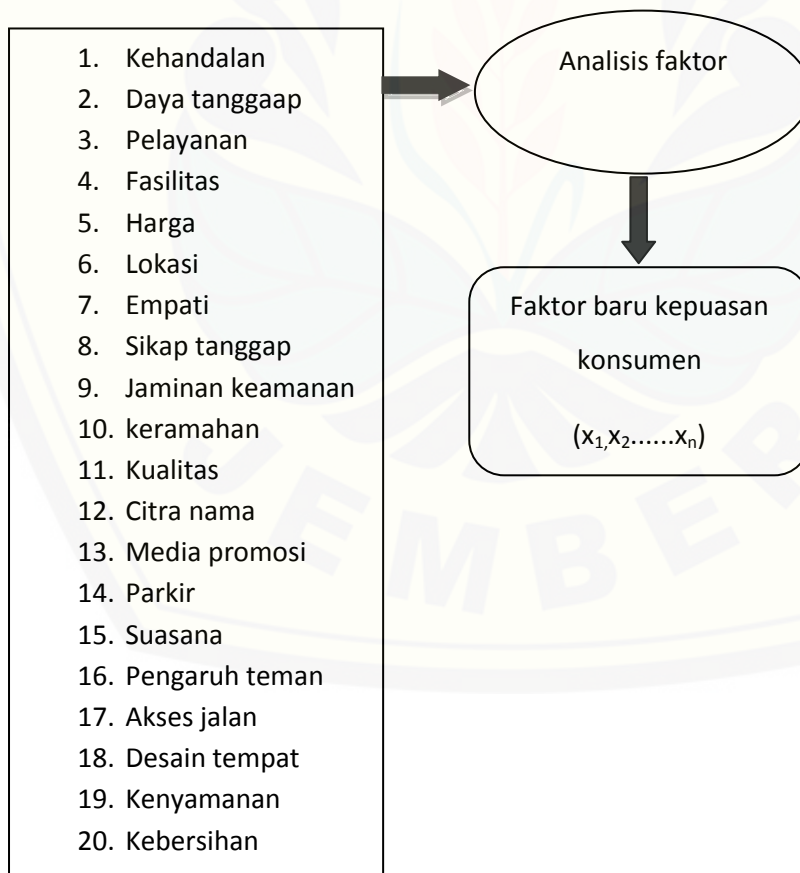 1. Kehandalan
2. Daya tanggaap
3. Pelayanan
4. Fasilitas
5. Harga
6. Lokasi
7. Empati
8. Sikap tanggap
9. Jaminan keamanan
10. keramahan
11. Kualitas
12. Citra nama
13. Media promosi
14. Parkir
15. Suasana
16. Pengaruh teman
17. Akses jalan
18. Desain tempat
19. Kenyamanan
20. Kebersihan
Analisis faktor
Faktor baru kepuasan
konsumen
(x₁,x₂......xₙ)
JEMBER